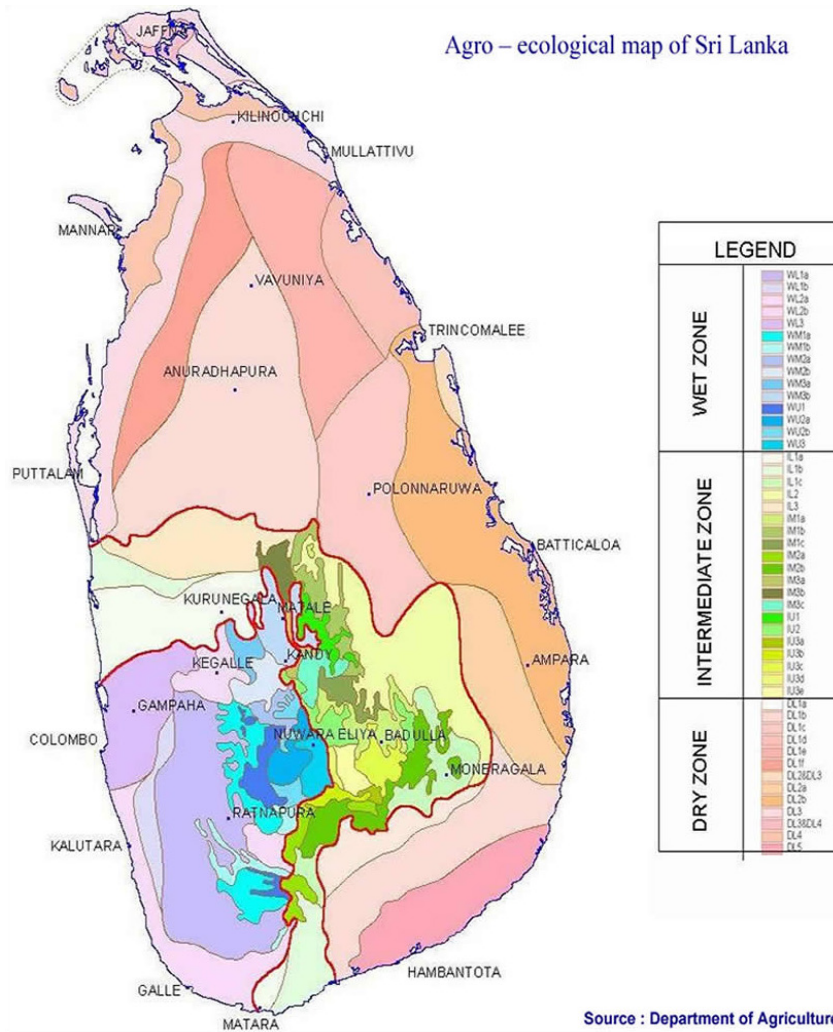 Agro – ecological map of Sri Lanka
JAFFNA
KILINOCHCHI
MULLATTIVU
MANNAR
VAVUNIYA
TRINCOMALEE
ANURADHAPURA
PUTTALAM
POLONNARUWA
BATTICALOA
KURUNEGALA
MATALE
KEGALLE
KANDY
AMPARA
GAMPAHA
COLOMBO
NUWARA ELIYA
BADULLA
MONERAGALA
RATNAPURA
KALUTARA
HAMBANTOTA
GALLE
MATARA
LEGEND
WET ZONE
WL1a
WL1b
WL2a
WL2b
WL3
WM1a
WM1b
WM2a
WM2b
WM3a
WM3b
WU1
WU2a
WU2b
WU3
INTERMEDIATE ZONE
IL1a
IL1b
IL1c
IL2
IL3
IM1a
IM1b
IM1c
IM2a
IM2b
IM3a
IM3b
IM3c
IU1
IU2
IU3a
IU3b
IU3c
IU3d
IU3e
DRY ZONE
DL1a
DL1b
DL1c
DL1d
DL1e
DL1f
DL2&DL3
DL2a
DL2b
DL3
DL3&DL4
DL4
DL5
Source : Department of Agriculture